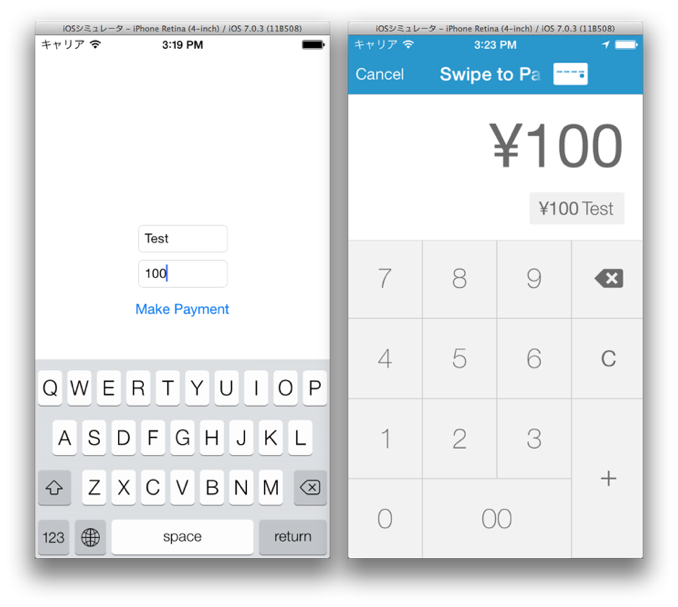 iOSシミュレータ – iPhone Retina (4-inch) / iOS 7.0.3 (11B508)
キャリア 3:19 PM
Test
100
Make Payment
Q W E R T Y U I O P
A S D F G H J K L
Z X C V B N M
123 space return
iOSシミュレータ – iPhone Retina (4-inch) / iOS 7.0.3 (11B508)
キャリア 3:23 PM
Cancel Swipe to Pa
¥100
¥100 Test
7 8 9
4 5 6 C
1 2 3
+
0 00